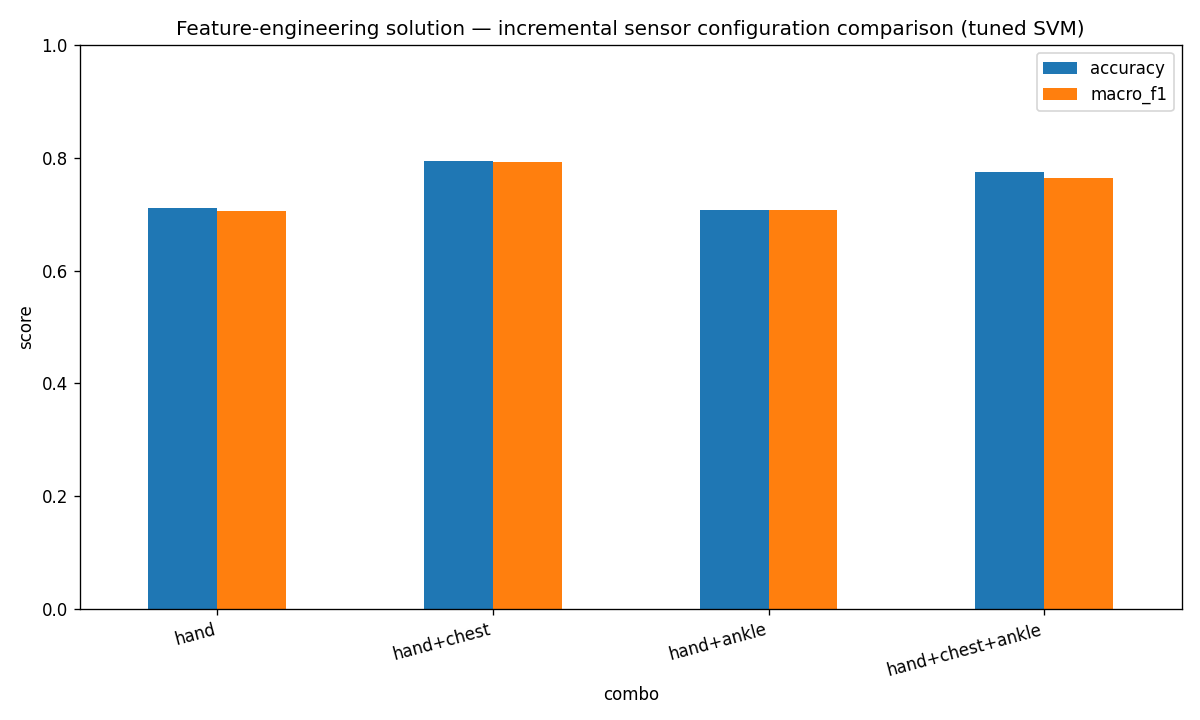 Feature-engineering solution — incremental sensor configuration comparison (tuned SVM)
accuracy
macro_f1
1.0
0.8
0.6
0.4
0.2
0.0
score
hand
hand+chest
hand+ankle
hand+chest+ankle
combo